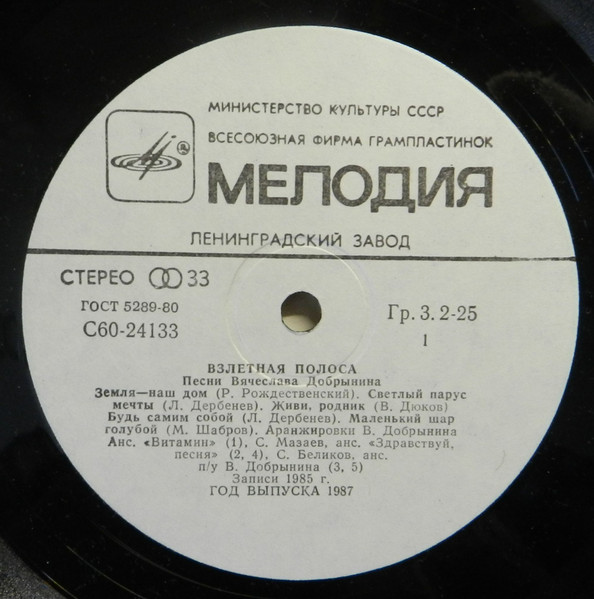 МИНИСТЕРСТВО КУЛЬТУРЫ СССР
ВСЕСОЮЗНАЯ ФИРМА ГРАМПЛАСТИНОК
МЕЛОДИЯ
ЛЕНИНГРАДСКИЙ ЗАВОД
СТЕРЕО 33
ГОСТ 5289-80
С60-24133
Гр. 3. 2-25
1
ВЗЛЕТНАЯ ПОЛОСА
Песни Вячеслава Добрынина
Земля—наш дом (Р. Рождественский). Светлый парус
мечты (Л. Дербенев). Живи, родник (В. Дюков)
Будь самим собой (Л. Дербенев). Маленький шар
голубой (М. Шабров). Аранжировки В. Добрынина
Анс. «Витамин» (1), С. Мазаев, анс. «Здравствуй,
песня» (2, 4), С. Беликов, анс.
п/у В. Добрынина (3, 5)
Записи 1985 г.
ГОД ВЫПУСКА 1987